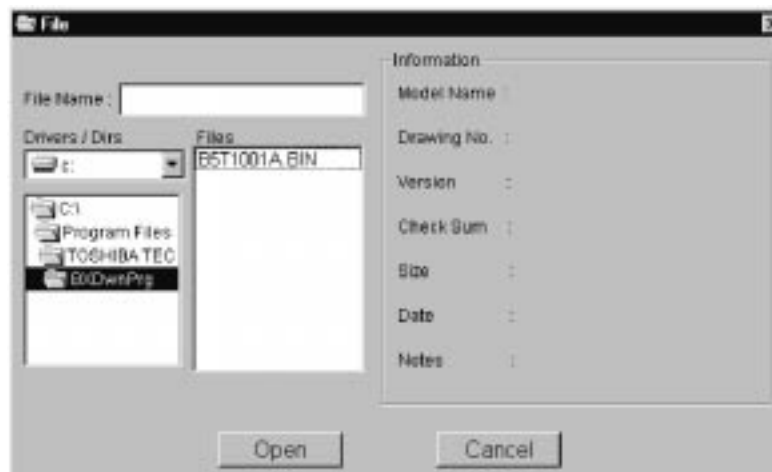 File
File Name :
Drivers / Dirs
c:
C:\
Program Files
TOSHIBA TEC
BXDwnPrg
Files
B5T1001A.BIN
Information
Model Name :
Drawing No. :
Version :
Check Sum :
Size :
Date :
Notes :
Open
Cancel